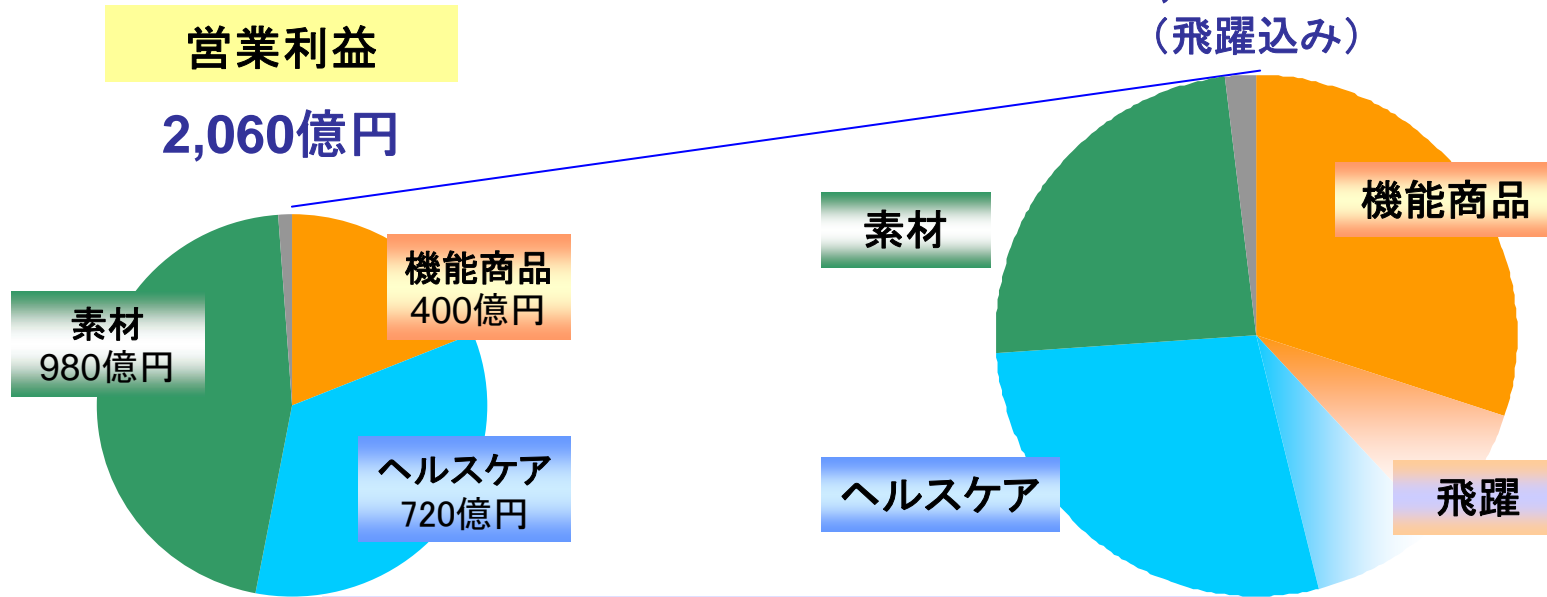 営業利益
2,060億円
機能商品
400億円
素材
980億円
ヘルスケア
720億円
（飛躍込み）
機能商品
素材
ヘルスケア
飛躍